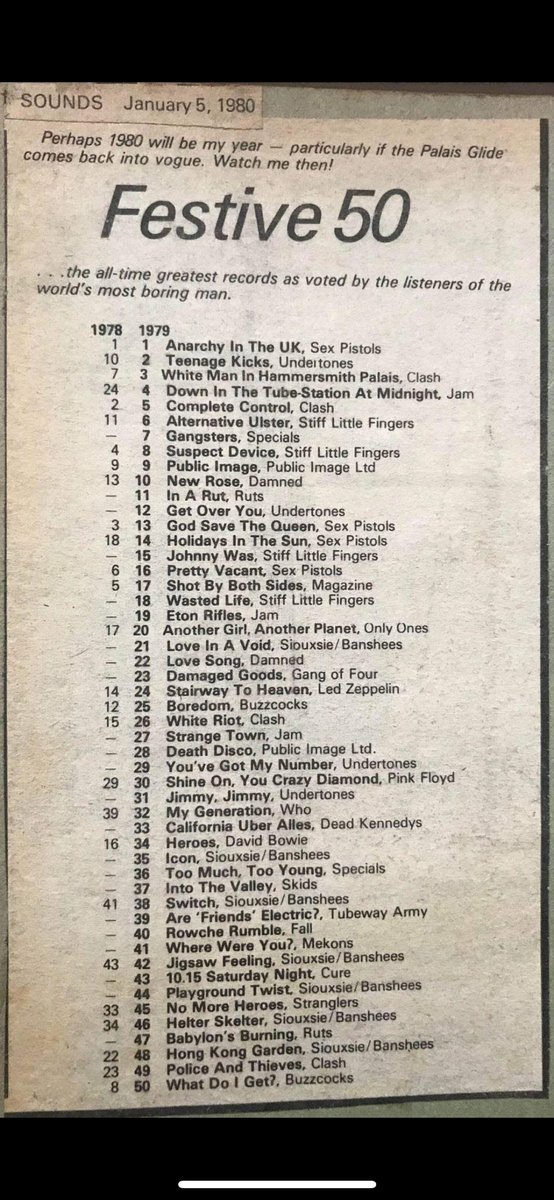 SOUNDS January 5, 1980
Perhaps 1980 will be my year — particularly if the Palais Glide
comes back into vogue. Watch me then!
Festive 50
. . .the all-time greatest records as voted by the listeners of the
world's most boring man.
1978 1979
1 1 Anarchy In The UK, Sex Pistols
10 2 Teenage Kicks, Undertones
7 3 White Man In Hammersmith Palais, Clash
24 4 Down In The Tube-Station At Midnight, Jam
2 5 Complete Control, Clash
11 6 Alternative Ulster, Stiff Little Fingers
— 7 Gangsters, Specials
4 8 Suspect Device, Stiff Little Fingers
9 9 Public Image, Public Image Ltd
13 10 New Rose, Damned
— 11 In A Rut, Ruts
— 12 Get Over You, Undertones
3 13 God Save The Queen, Sex Pistols
18 14 Holidays In The Sun, Sex Pistols
— 15 Johnny Was, Stiff Little Fingers
6 16 Pretty Vacant, Sex Pistols
5 17 Shot By Both Sides, Magazine
— 18 Wasted Life, Stiff Little Fingers
— 19 Eton Rifles, Jam
17 20 Another Girl, Another Planet, Only Ones
— 21 Love In A Void, Siouxsie/Banshees
— 22 Love Song, Damned
— 23 Damaged Goods, Gang of Four
14 24 Stairway To Heaven, Led Zeppelin
12 25 Boredom, Buzzcocks
15 26 White Riot, Clash
— 27 Strange Town, Jam
— 28 Death Disco, Public Image Ltd.
— 29 You've Got My Number, Undertones
29 30 Shine On, You Crazy Diamond, Pink Floyd
— 31 Jimmy, Jimmy, Undertones
39 32 My Generation, Who
— 33 California Uber Alles, Dead Kennedys
16 34 Heroes, David Bowie
— 35 Icon, Siouxsie/Banshees
— 36 Too Much, Too Young, Specials
— 37 Into The Valley, Skids
41 38 Switch, Siouxsie/Banshees
— 39 Are 'Friends' Electric?, Tubeway Army
— 40 Rowche Rumble, Fall
— 41 Where Were You?, Mekons
43 42 Jigsaw Feeling, Siouxsie/Banshees
— 43 10.15 Saturday Night, Cure
— 44 Playground Twist, Siouxsie/Banshees
33 45 No More Heroes, Stranglers
34 46 Helter Skelter, Siouxsie/Banshees
— 47 Babylon's Burning, Ruts
22 48 Hong Kong Garden, Siouxsie/Banshees
23 49 Police And Thieves, Clash
8 50 What Do I Get?, Buzzcocks